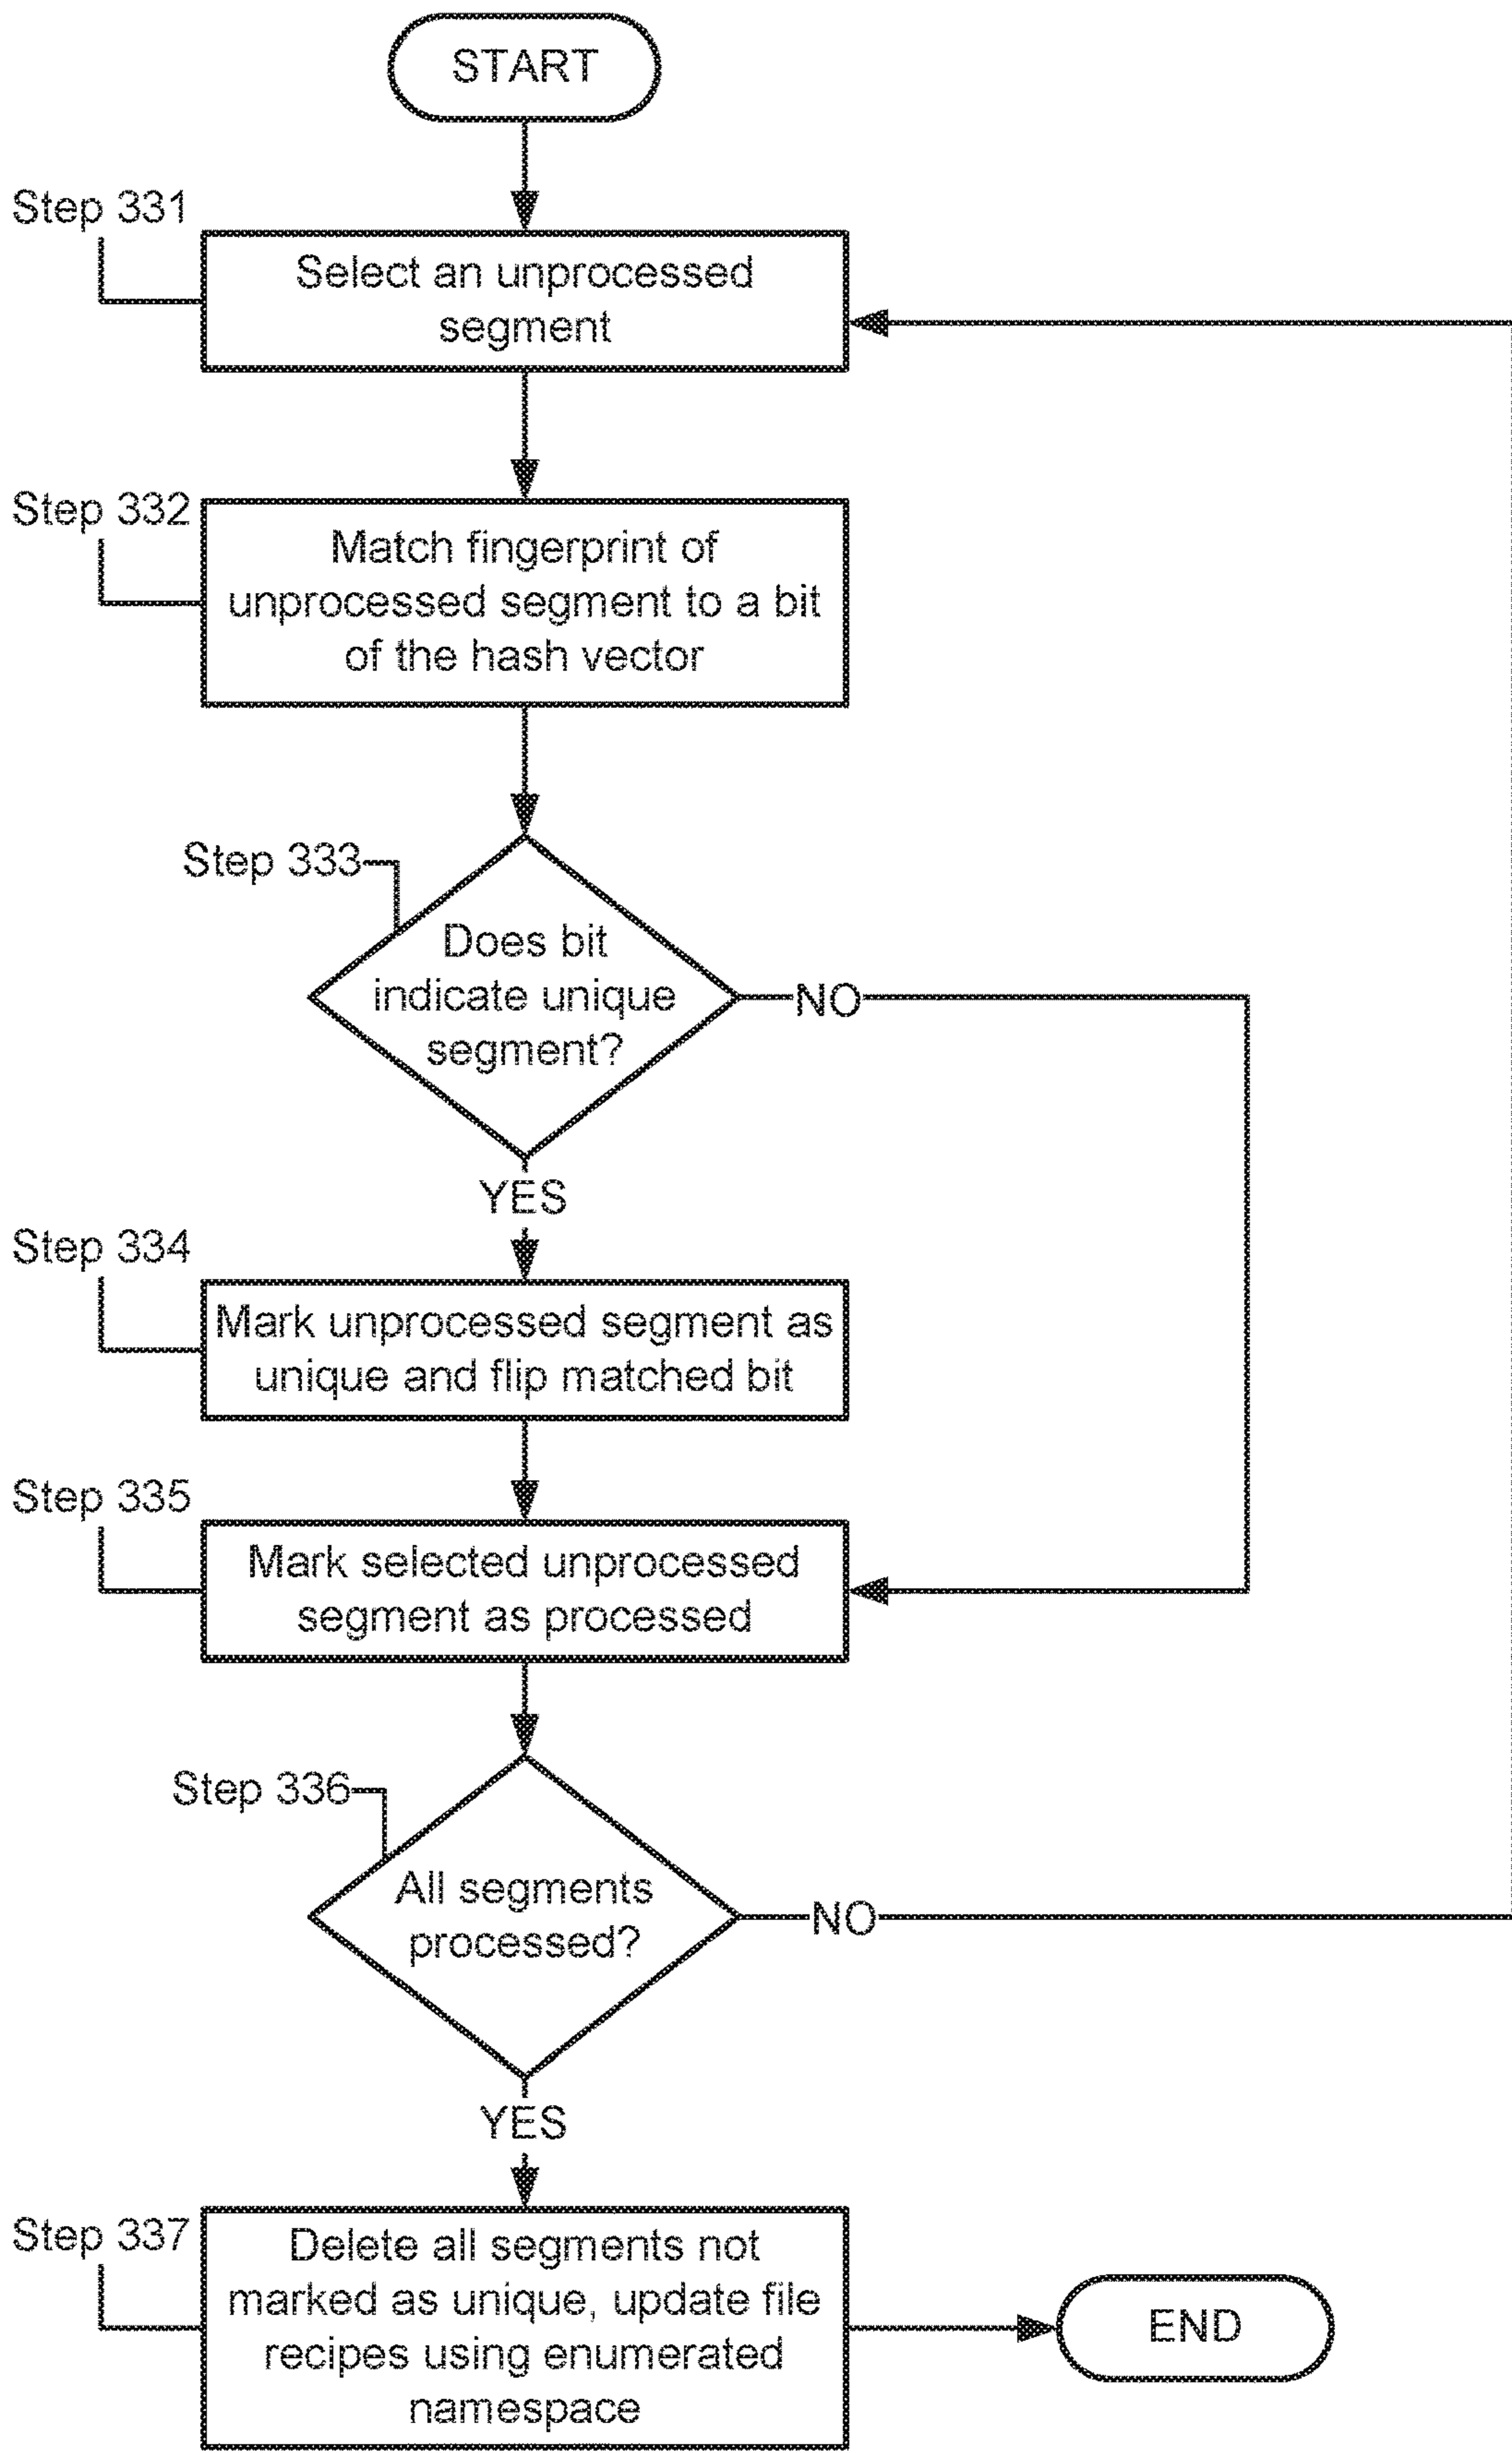 START
Step 331
Select an unprocessed
segment
Step 332
Match fingerprint of
unprocessed segment to a bit
of the hash vector
Step 333
Does bit
indicate unique
segment?
NO
YES
Step 334
Mark unprocessed segment as
unique and flip matched bit
Step 335
Mark selected unprocessed
segment as processed
Step 336
All segments
processed?
NO
YES
Step 337
Delete all segments not
marked as unique, update file
recipes using enumerated
namespace
END